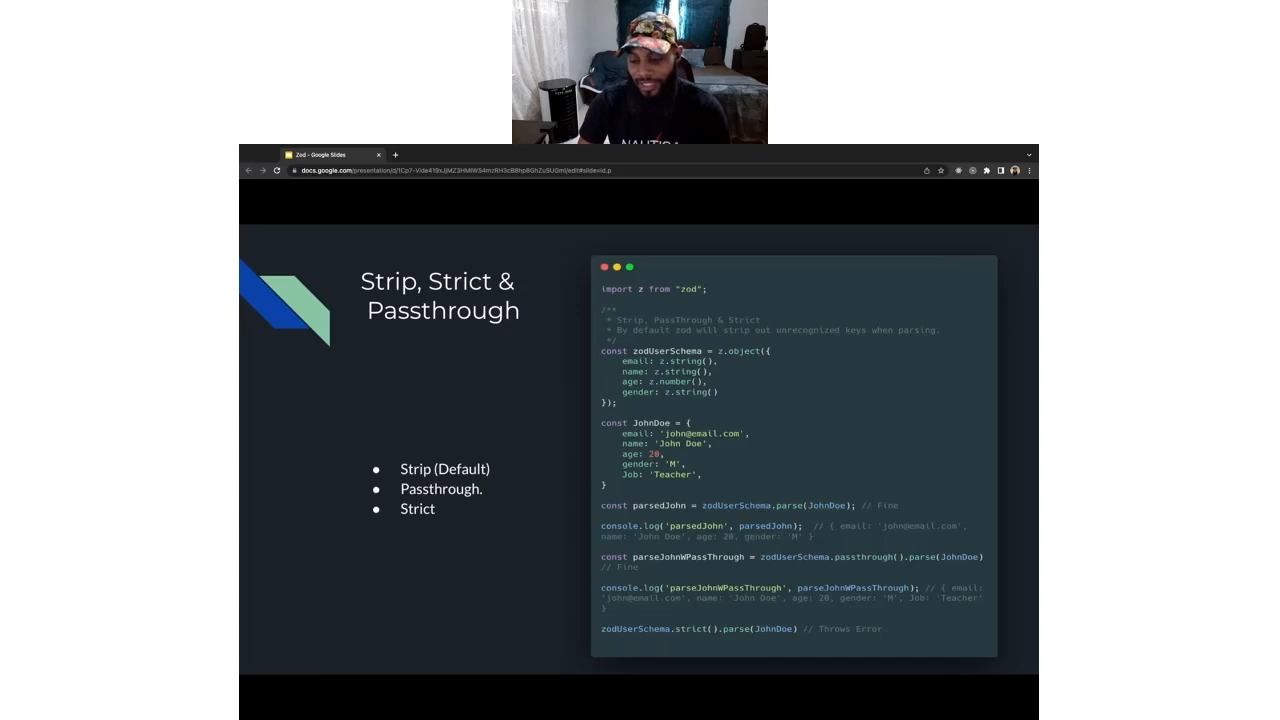 NAUTICA
Zod - Google Slides
Strip, Strict &
Passthrough
Strip (Default)
Passthrough.
Strict
import z from "zod";
/**
* Strip, PassThrough & Strict
* By default zod will strip out unrecognized keys when parsing.
*/
const zodUserSchema = z.object({
email: z.string(),
name: z.string(),
age: z.number(),
gender: z.string()
});
const JohnDoe = {
email: 'john@email.com',
name: 'John Doe',
age: 20,
gender: 'M',
Job: 'Teacher',
}
const parsedJohn = zodUserSchema.parse(JohnDoe); // Fine
console.log('parsedJohn', parsedJohn);  // { email: 'john@email.com',
name: 'John Doe', age: 20, gender: 'M' }
const parseJohnWPassThrough = zodUserSchema.passthrough().parse(JohnDoe)
// Fine
console.log('parseJohnWPassThrough', parseJohnWPassThrough); // { email:
'john@email.com', name: 'John Doe', age: 20, gender: 'M', Job: 'Teacher'
}
zodUserSchema.strict().parse(JohnDoe) // Throws Error